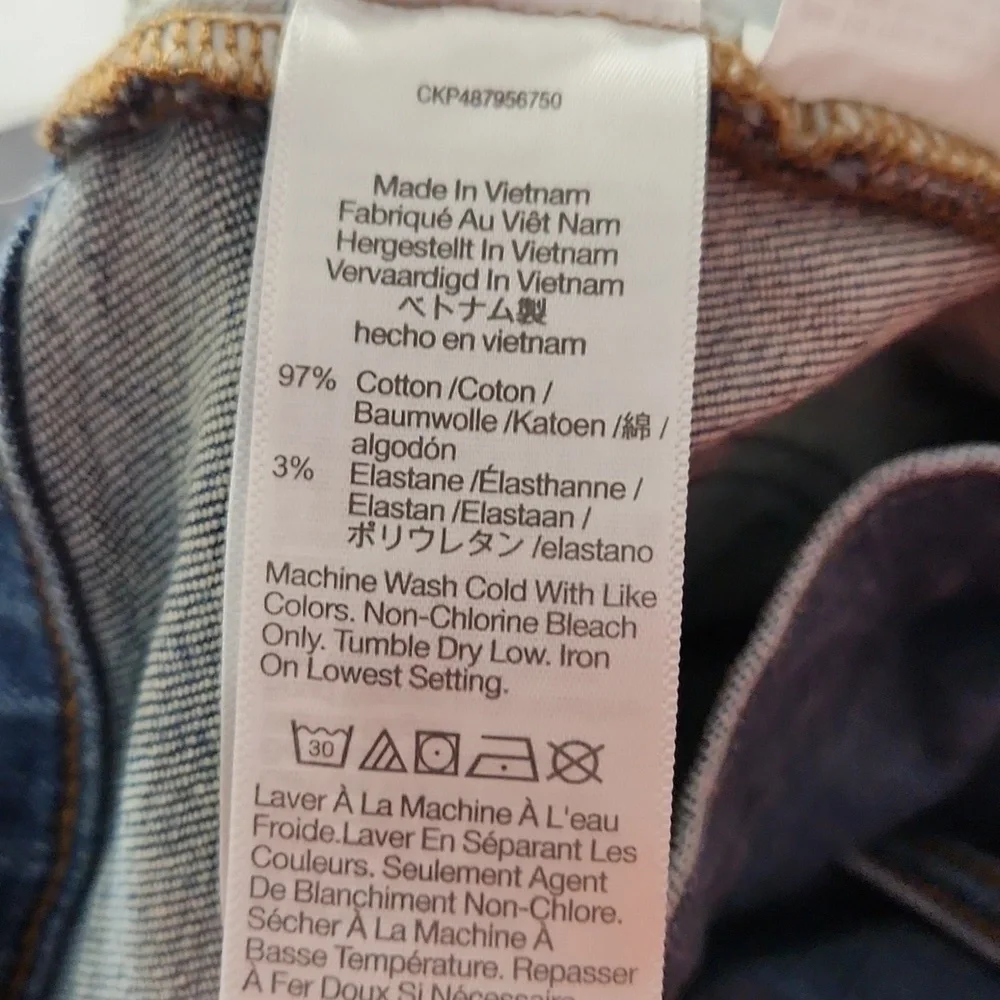 CKP487956750
Made In Vietnam
Fabriqué Au Viêt Nam
Hergestellt In Vietnam
Vervaardigd In Vietnam
ベトナム製
hecho en vietnam
97% Cotton /Coton /
Baumwolle /Katoen /綿 /
algodón
3% Elastane /Élasthanne /
Elastan /Elastaan /
ポリウレタン /elastano
Machine Wash Cold With Like
Colors. Non-Chlorine Bleach
Only. Tumble Dry Low. Iron
On Lowest Setting.
30
Laver À La Machine À L'eau
Froide.Laver En Séparant Les
Couleurs. Seulement Agent
De Blanchiment Non-Chlore.
Sécher À La Machine À
Basse Température. Repasser
À Fer Doux Si Nécessaire